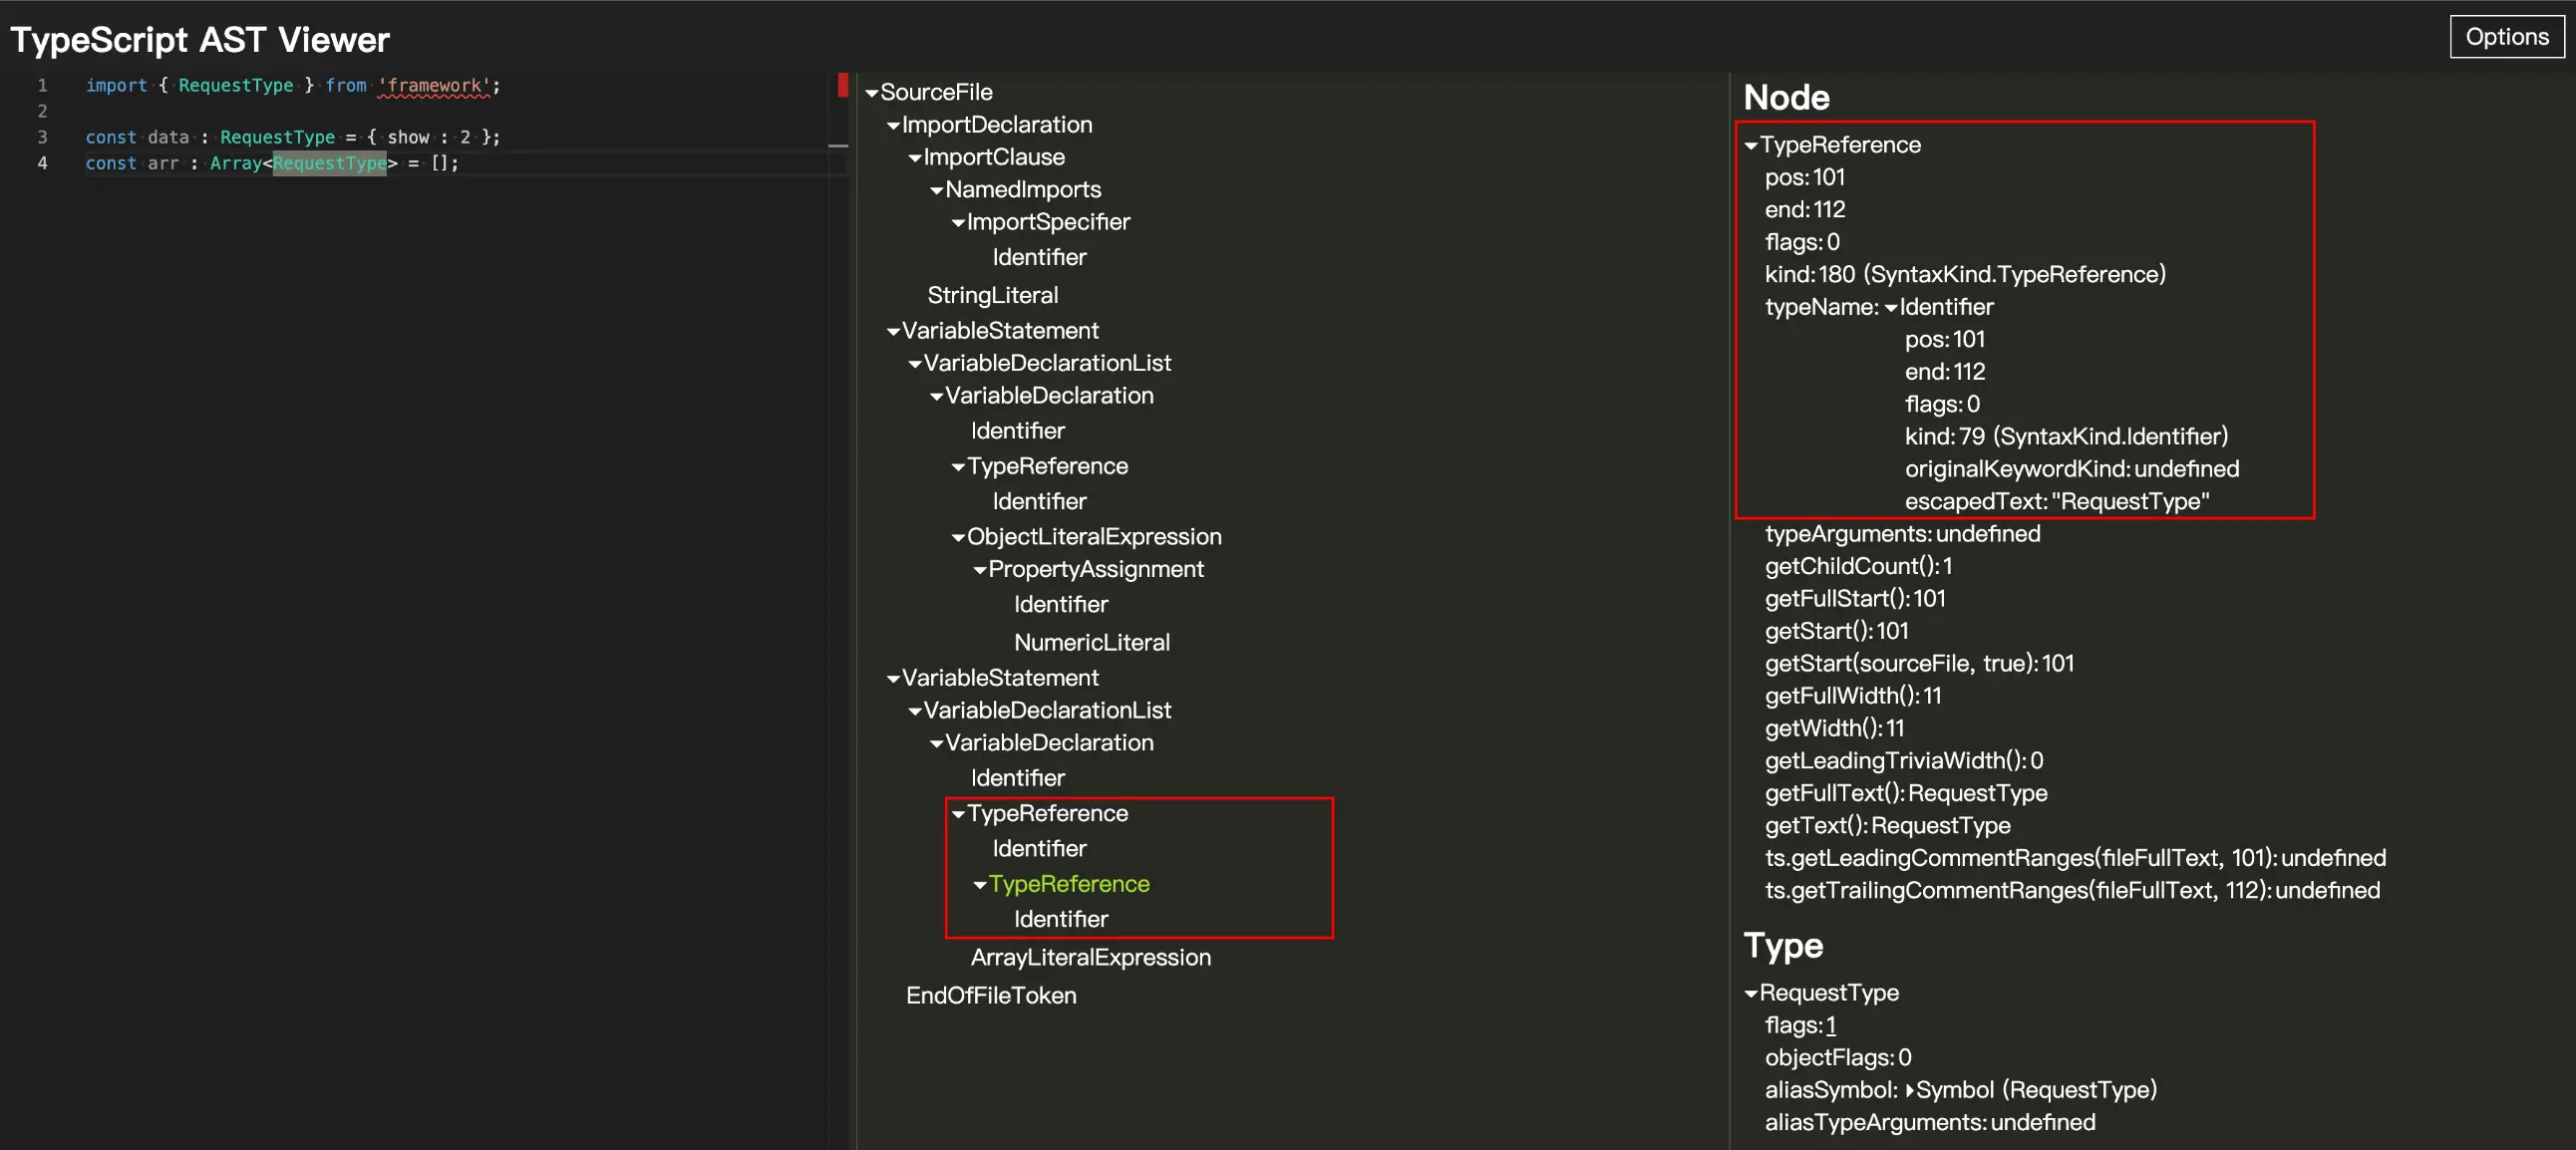 TypeScript AST Viewer
Options
1 import { RequestType } from 'framework';
2
3 const data : RequestType = { show : 2 };
4 const arr : Array<RequestType> = [];
SourceFile
ImportDeclaration
ImportClause
NamedImports
ImportSpecifier
Identifier
StringLiteral
VariableStatement
VariableDeclarationList
VariableDeclaration
Identifier
TypeReference
Identifier
ObjectLiteralExpression
PropertyAssignment
Identifier
NumericLiteral
VariableStatement
VariableDeclarationList
VariableDeclaration
Identifier
TypeReference
Identifier
TypeReference
Identifier
ArrayLiteralExpression
EndOfFileToken
Node
TypeReference
pos:101
end:112
flags:0
kind:180 (SyntaxKind.TypeReference)
typeName: Identifier
pos:101
end:112
flags:0
kind:79 (SyntaxKind.Identifier)
originalKeywordKind:undefined
escapedText:"RequestType"
typeArguments:undefined
getChildCount():1
getFullStart():101
getStart():101
getStart(sourceFile, true):101
getFullWidth():11
getWidth():11
getLeadingTriviaWidth():0
getFullText():RequestType
getText():RequestType
ts.getLeadingCommentRanges(fileFullText, 101):undefined
ts.getTrailingCommentRanges(fileFullText, 112):undefined
Type
RequestType
flags:1
objectFlags:0
aliasSymbol: Symbol (RequestType)
aliasTypeArguments:undefined